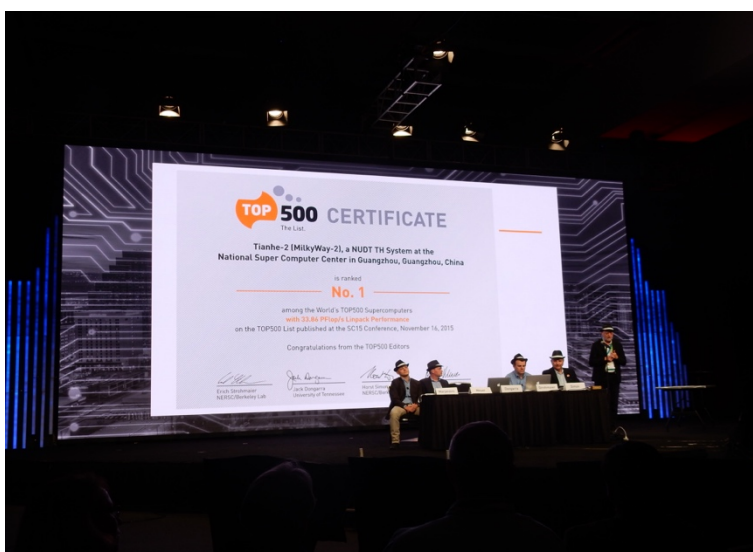 TOP 500 CERTIFICATE
The List.
Tianhe-2 (MilkyWay-2), a NUDT TH System at the
National Super Computer Center in Guangzhou, Guangzhou, China
is ranked
No. 1
among the World's TOP500 Supercomputers
with 33.86 PFlop/s Linpack Performance
on the TOP500 List published at the SC15 Conference, November 16, 2015
Congratulations from the TOP500 Editors
Erich Strohmaier
NERSC/Berkeley Lab
Jack Dongarra
University of Tennessee
Horst Simon